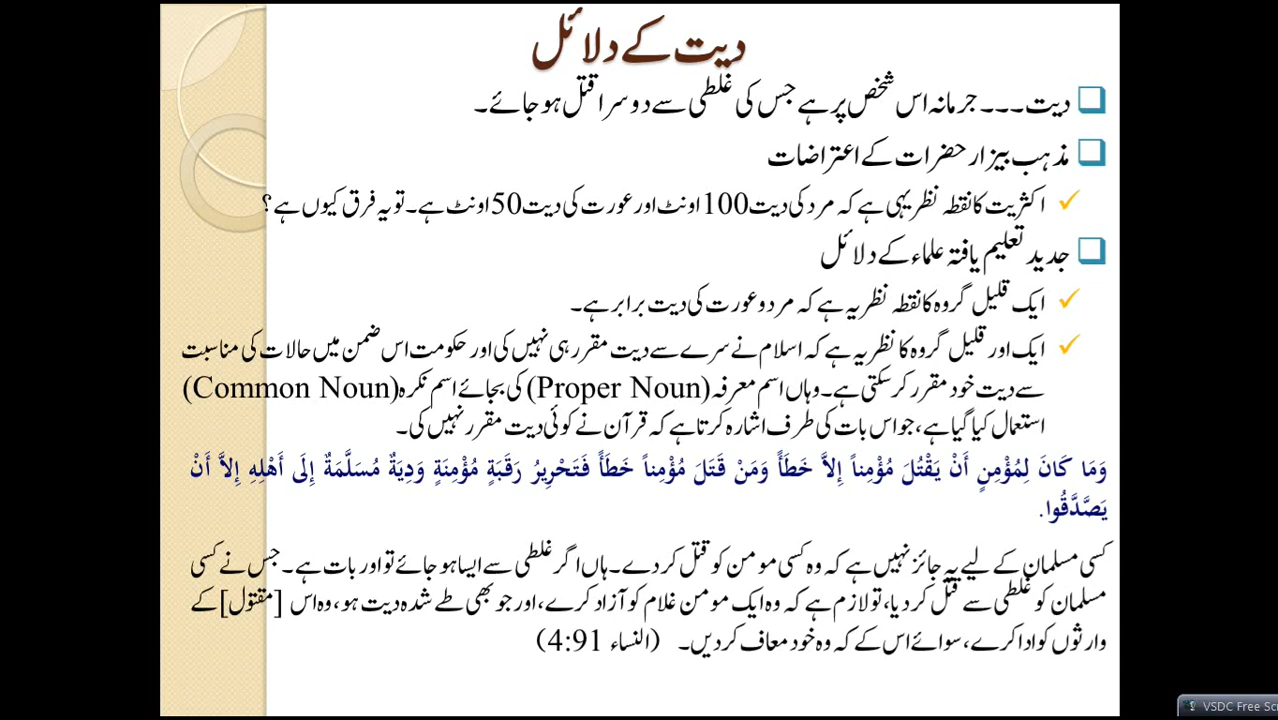 دیت کے دلائل
دیت۔۔۔ جرمانہ اس شخص پر ہے جس کی غلطی سے دوسرا قتل ہو جائے۔
مذہب بیزار حضرات کے اعتراضات
اکثریت کا نقطہ نظر یہی ہے کہ مرد کی دیت 100 اونٹ اور عورت کی دیت 50 اونٹ ہے۔ تو یہ فرق کیوں ہے؟
جدید تعلیم یافتہ علماء کے دلائل
ایک قلیل گروہ کا نقطہ نظر یہ ہے کہ مرد و عورت کی دیت برابر ہے۔
ایک اور قلیل گروہ کا نظریہ ہے کہ اسلام نے سرے سے دیت مقرر ہی نہیں کی اور حکومت اس ضمن میں حالات کی مناسبت
سے دیت خود مقرر کر سکتی ہے۔ وہاں اسم معرفہ (Proper Noun) کی بجائے اسم نکرہ (Common Noun)
استعمال کیا گیا ہے، جو اس بات کی طرف اشارہ کرتا ہے کہ قرآن نے کوئی دیت مقرر نہیں کی۔
وَمَا كَانَ لِمُؤْمِنٍ أَنْ يَقْتُلَ مُؤْمِناً إِلاَّ خَطَأً وَمَنْ قَتَلَ مُؤْمِناً خَطَأً فَتَحْرِيرُ رَقَبَةٍ مُؤْمِنَةٍ وَدِيَةٌ مُسَلَّمَةٌ إِلَى أَهْلِهِ إِلاَّ أَنْ
يَصَّدَّقُوا.
کسی مسلمان کے لیے یہ جائز نہیں ہے کہ وہ کسی مومن کو قتل کر دے۔ ہاں اگر غلطی سے ایسا ہو جائے تو اور بات ہے۔ جس نے کسی
مسلمان کو غلطی سے قتل کر دیا، تو لازم ہے کہ وہ ایک مومن غلام کو آزاد کرے، اور جو بھی طے شدہ دیت ہو، وہ اس [مقتول] کے
وارثوں کو ادا کرے، سوائے اس کے کہ وہ خود معاف کر دیں۔ (النساء 4:91)
VSDC Free Scr